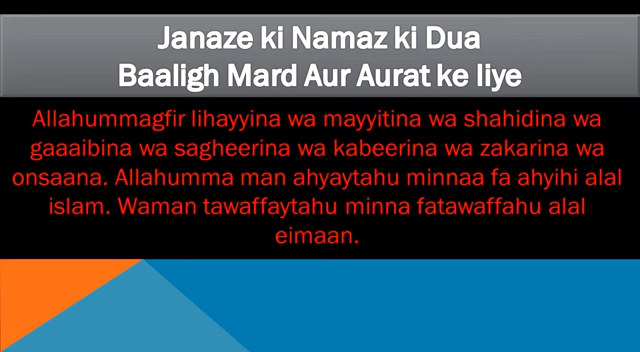 Janaze ki Namaz ki Dua
Baaligh Mard Aur Aurat ke liye
Allahummagfir lihayyina wa mayyitina wa shahidina wa
gaaaibina wa sagheerina wa kabeerina wa zakarina wa
onsaana. Allahumma man ahyaytahu minnaa fa ahyihi alal
islam. Waman tawaffaytahu minna fatawaffahu alal
eimaan.